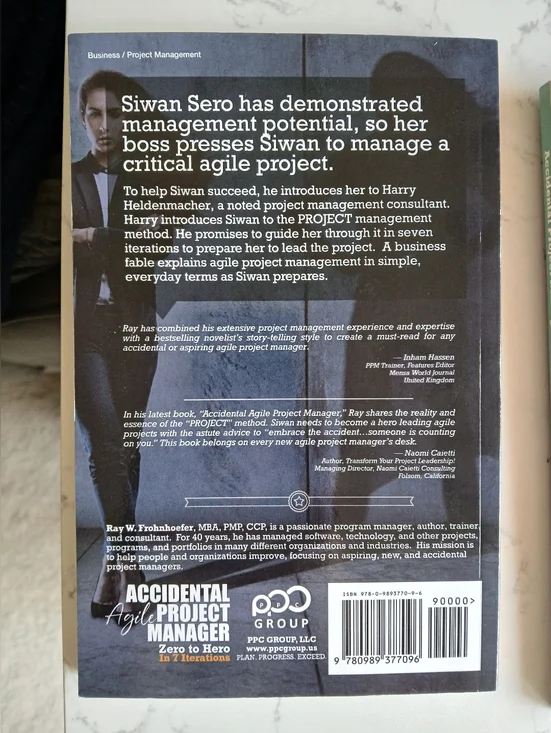 Business / Project Management
Siwan Sero has demonstrated
management potential, so her
boss presses Siwan to manage a
critical agile project.
To help Siwan succeed, he introduces her to Harry
Heldenmacher, a noted project management consultant.
Harry introduces Siwan to the PROJECT management
method. He promises to guide her through it in seven
iterations to prepare her to lead the project. A business
fable explains agile project management in simple,
everyday terms as Siwan prepares.
Ray has combined his extensive project management experience and expertise
with a bestselling novelist's story-telling style to create a must-read for any
accidental or aspiring agile project manager.
— Inham Hassen
PPM Trainer, Features Editor
Mensa World Journal
United Kingdom
In his latest book, "Accidental Agile Project Manager," Ray shares the reality and
essence of the "PROJECT" method. Siwan needs to become a hero leading agile
projects with the astute advice to "embrace the accident...someone is counting
on you." This book belongs on every new agile project manager's desk.
— Naomi Caietti
Author, Transform Your Project Leadership!
Managing Director, Naomi Caietti Consulting
Folsom, California
Ray W. Frohnhoefer, MBA, PMP, CCP, is a passionate program manager, author, trainer,
and consultant. For 40 years, he has managed software, technology, and other projects,
programs, and portfolios in many different organizations and industries. His mission is
to help people and organizations improve, focusing on aspiring, new, and accidental
project managers.
ACCIDENTAL
Agile PROJECT
MANAGER
Zero to Hero
In 7 Iterations
ppc
GROUP
PPC GROUP, LLC
www.ppcgroup.us
PLAN. PROGRESS. EXCEED.
ISBN 978-0-9893770-9-6
90000>
9 780989 377096